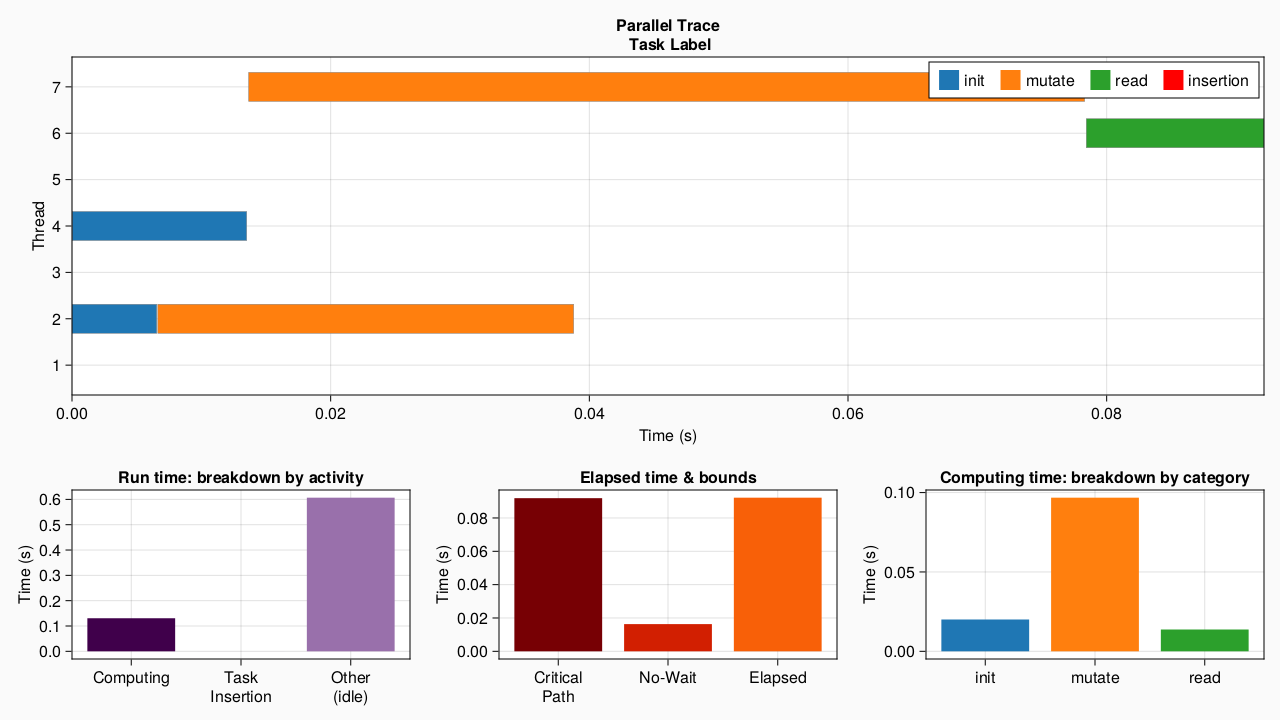 Parallel Trace
Task Label
7
6
5
4
3
2
1
Thread
init mutate read insertion
0.00 0.02 0.04 0.06 0.08
Time (s)
Run time: breakdown by activity
0.6
0.5
0.4
0.3
0.2
0.1
0.0
Time (s)
Computing Task Other
Insertion (idle)
Elapsed time & bounds
0.08
0.06
0.04
0.02
0.00
Time (s)
Critical No-Wait Elapsed
Path
Computing time: breakdown by category
0.10
0.05
0.00
Time (s)
init mutate read